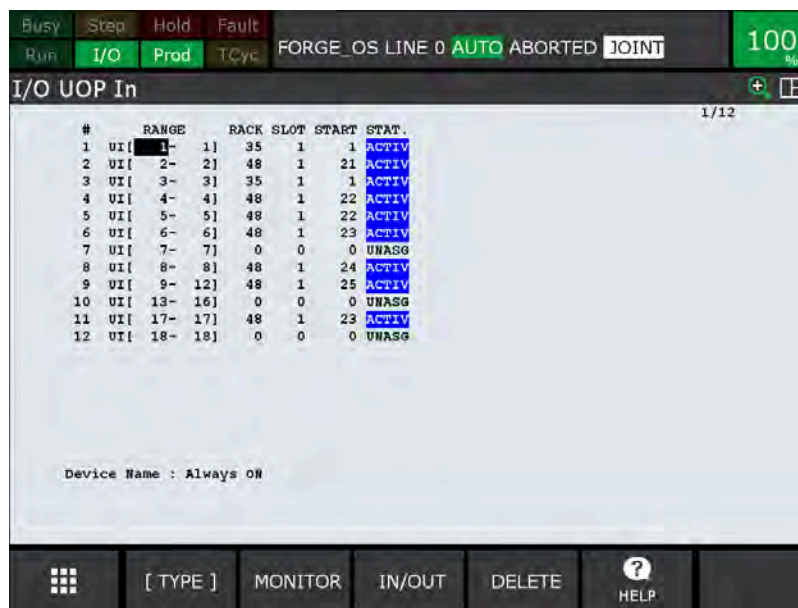 Busy Step Hold Fault
Run I/O Prod TCyc
FORGE_OS LINE 0 AUTO ABORTED JOINT
100
%
I/O UOP In
1/12
# RANGE RACK SLOT START STAT.
1 UI[ 1- 1] 35 1 1 ACTIV
2 UI[ 2- 2] 48 1 21 ACTIV
3 UI[ 3- 3] 35 1 1 ACTIV
4 UI[ 4- 4] 48 1 22 ACTIV
5 UI[ 5- 5] 48 1 22 ACTIV
6 UI[ 6- 6] 48 1 23 ACTIV
7 UI[ 7- 7] 0 0 0 UNASG
8 UI[ 8- 8] 48 1 24 ACTIV
9 UI[ 9- 12] 48 1 25 ACTIV
10 UI[ 13- 16] 0 0 0 UNASG
11 UI[ 17- 17] 48 1 23 ACTIV
12 UI[ 18- 18] 0 0 0 UNASG
Device Name : Always ON
[ TYPE ] MONITOR IN/OUT DELETE ? HELP